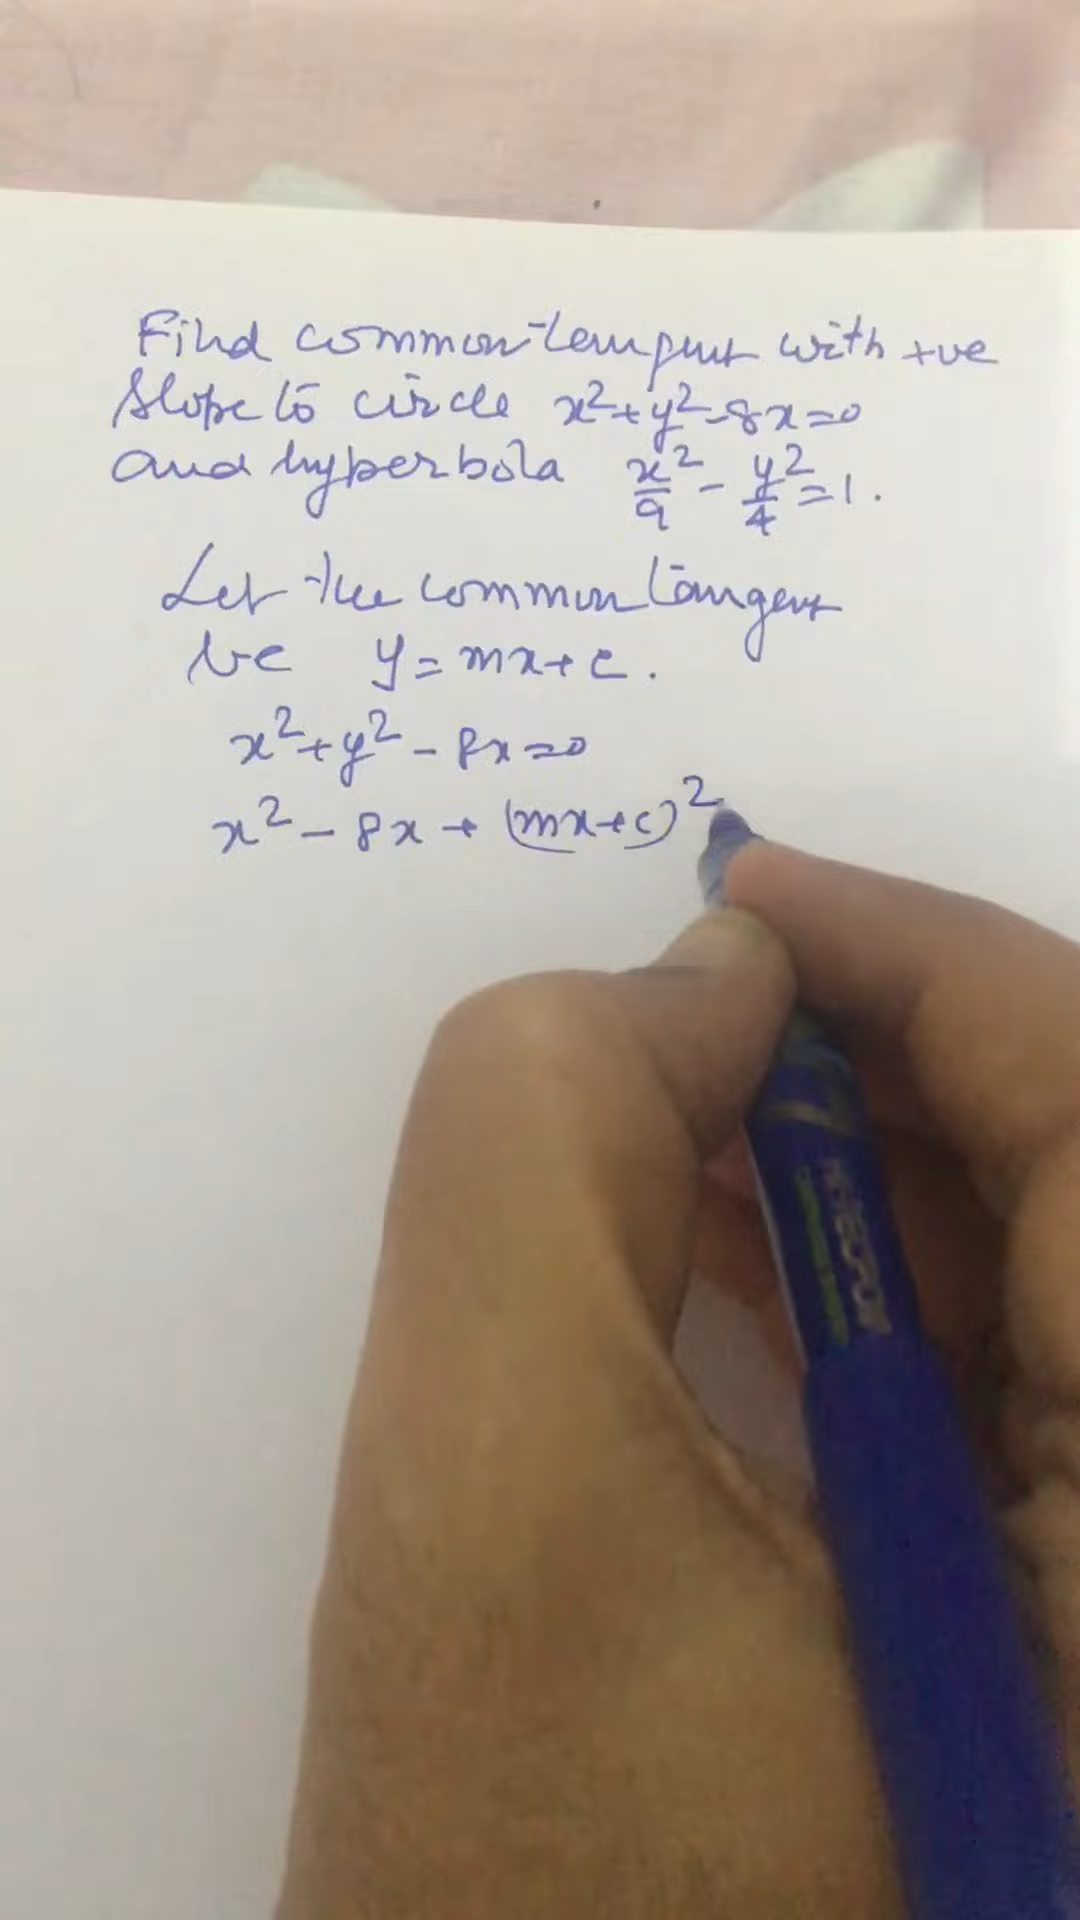 Find common tangent with +ve
slope to circle x²+y²-8x=0
and hyperbola x²/9 - y²/4 = 1.
Let the common tangent
be y=mx+c.
x²+y²-8x=0
x²-8x+(mx+c)²